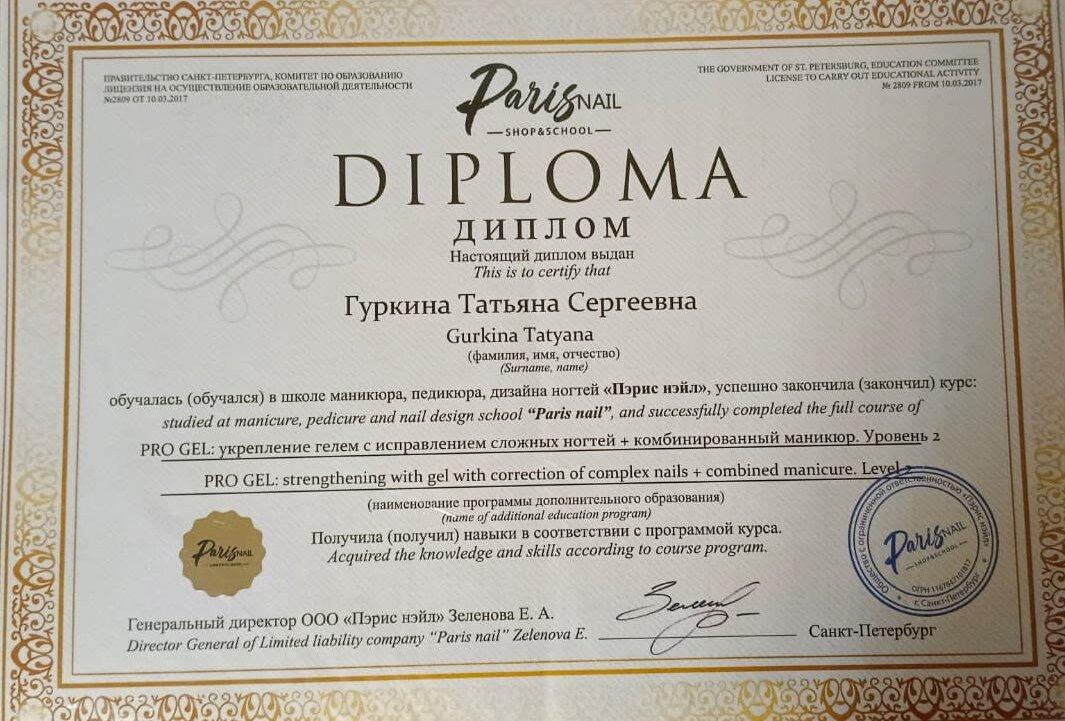 ПРАВИТЕЛЬСТВО САНКТ-ПЕТЕРБУРГА, КОМИТЕТ ПО ОБРАЗОВАНИЮ
ЛИЦЕНЗИЯ НА ОСУЩЕСТВЛЕНИЕ ОБРАЗОВАТЕЛЬНОЙ ДЕЯТЕЛЬНОСТИ
№2809 ОТ 10.03.2017
THE GOVERNMENT OF ST. PETERSBURG, EDUCATION COMMITTEE
LICENSE TO CARRY OUT EDUCATIONAL ACTIVITY
№ 2809 FROM 10.03.2017
Paris NAIL
SHOP&SCHOOL
DIPLOMA
ДИПЛОМ
Настоящий диплом выдан
This is to certify that
Гуркина Татьяна Сергеевна
Gurkina Tatyana
(фамилия, имя, отчество)
(Surname, name)
обучалась (обучался) в школе маникюра, педикюра, дизайна ногтей «Пэрис нэйл», успешно закончила (закончил) курс:
studied at manicure, pedicure and nail design school "Paris nail", and successfully completed the full course of
PRO GEL: укрепление гелем с исправлением сложных ногтей + комбинированный маникюр. Уровень 2
PRO GEL: strengthening with gel with correction of complex nails + combined manicure. Level 2
(наименование программы дополнительного образования)
(name of additional education program)
Получила (получил) навыки в соответствии с программой курса.
Acquired the knowledge and skills according to course program.
Paris NAIL
Общество с ограниченной ответственностью «Пэрис нэйл»
Paris NAIL
SHOP&SCHOOL
г. Санкт-Петербург
Генеральный директор ООО «Пэрис нэйл» Зеленова Е. А.
Director General of Limited liability company "Paris nail" Zelenova E.
Санкт-Петербург